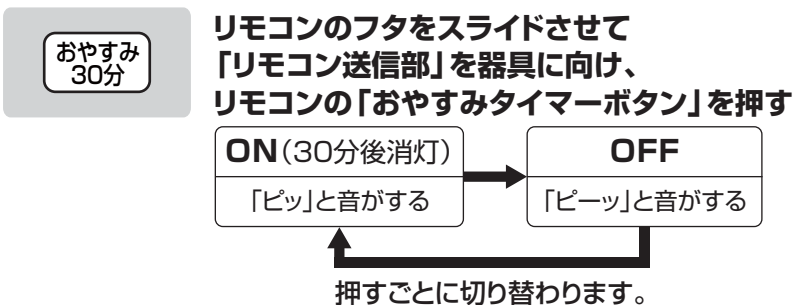 おやすみ
30分
リモコンのフタをスライドさせて
「リモコン送信部」を器具に向け、
リモコンの「おやすみタイマーボタン」を押す
ON（30分後消灯）
「ピッ」と音がする
OFF
「ピーッ」と音がする
押すごとに切り替わります。